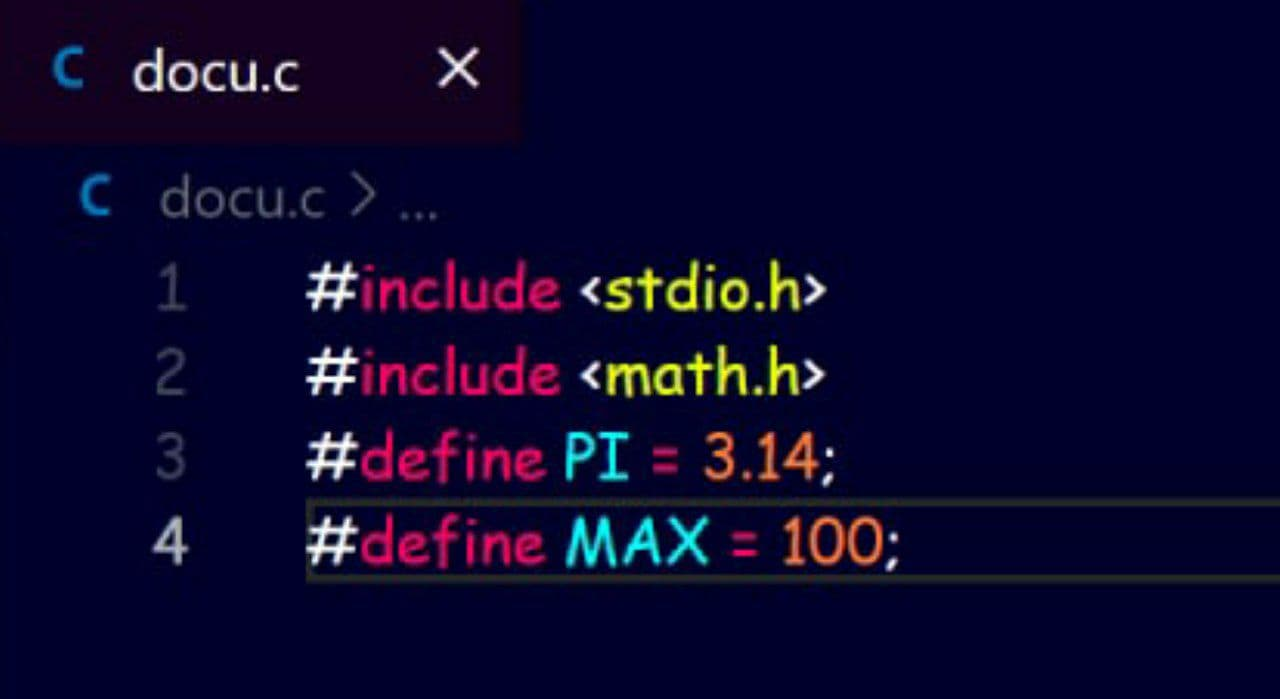 C docu.c ×
C docu.c > ...
1 #include <stdio.h>
2 #include <math.h>
3 #define PI = 3.14;
4 #define MAX = 100;